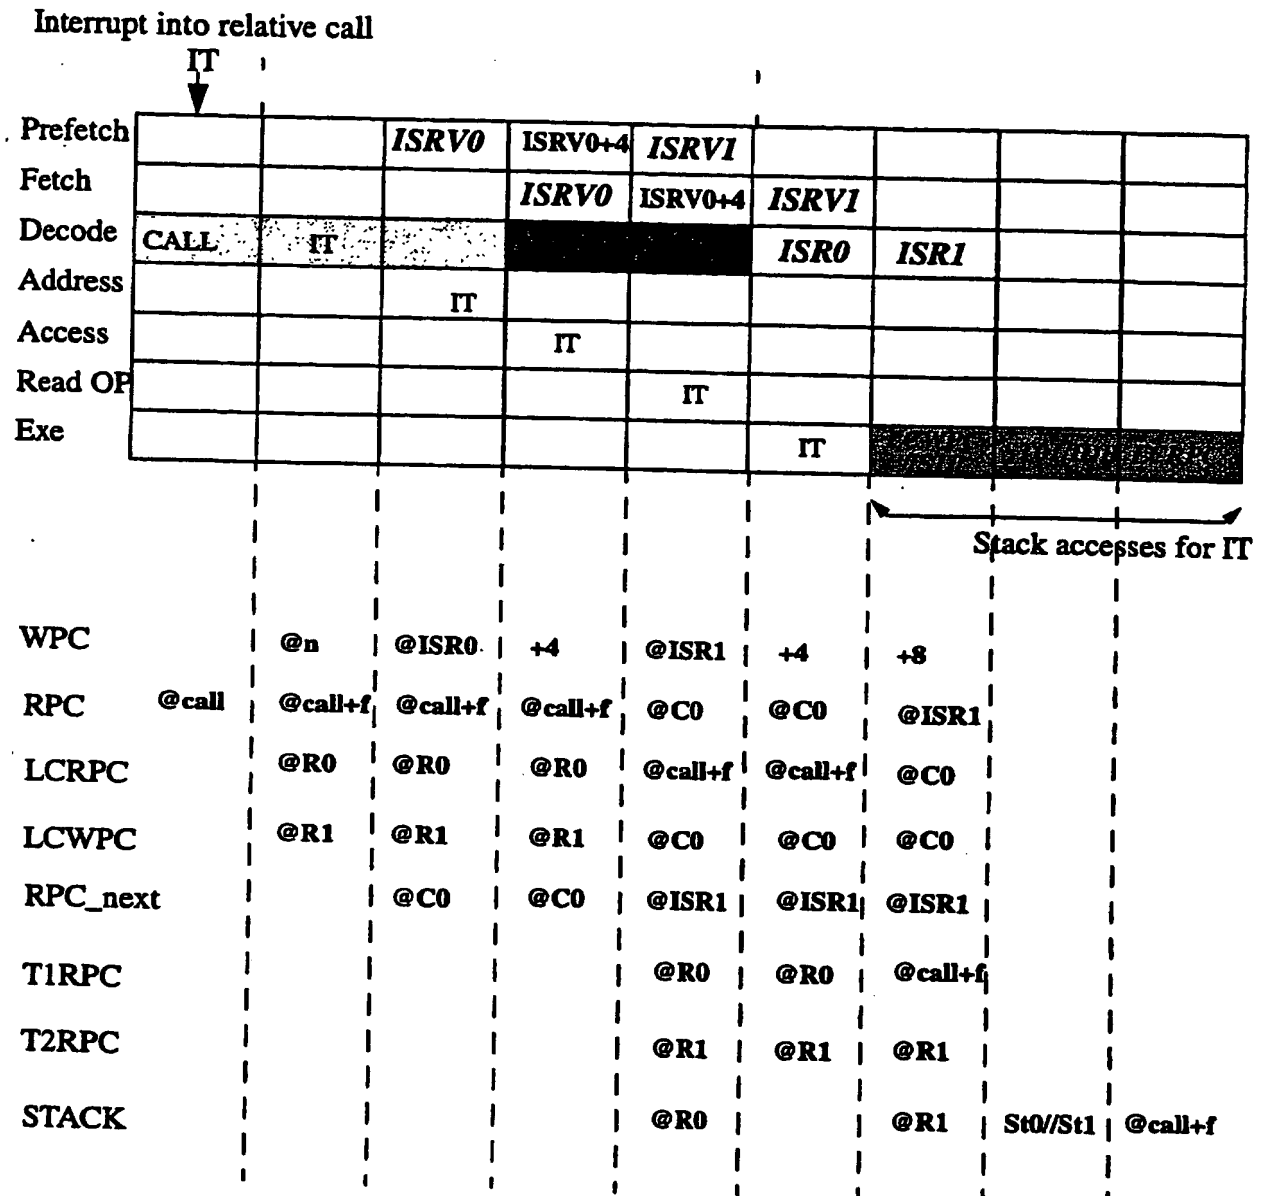 Interrupt into relative call
IT
Prefetch ISRV0 ISRV0+4 ISRV1
Fetch ISRV0 ISRV0+4 ISRV1
Decode CALL IT ISR0 ISR1
Address IT
Access IT
Read OP IT
Exe IT
Stack accesses for IT
WPC @n @ISR0 +4 @ISR1 +4 +8
RPC @call @call+f @call+f @call+f @C0 @C0 @ISR1
LCRPC @R0 @R0 @R0 @call+f @call+f @C0
LCWPC @R1 @R1 @R1 @C0 @C0 @C0
RPC_next @C0 @C0 @ISR1 @ISR1 @ISR1
T1RPC @R0 @R0 @call+f
T2RPC @R1 @R1 @R1
STACK @R0 @R1 St0//St1 @call+f